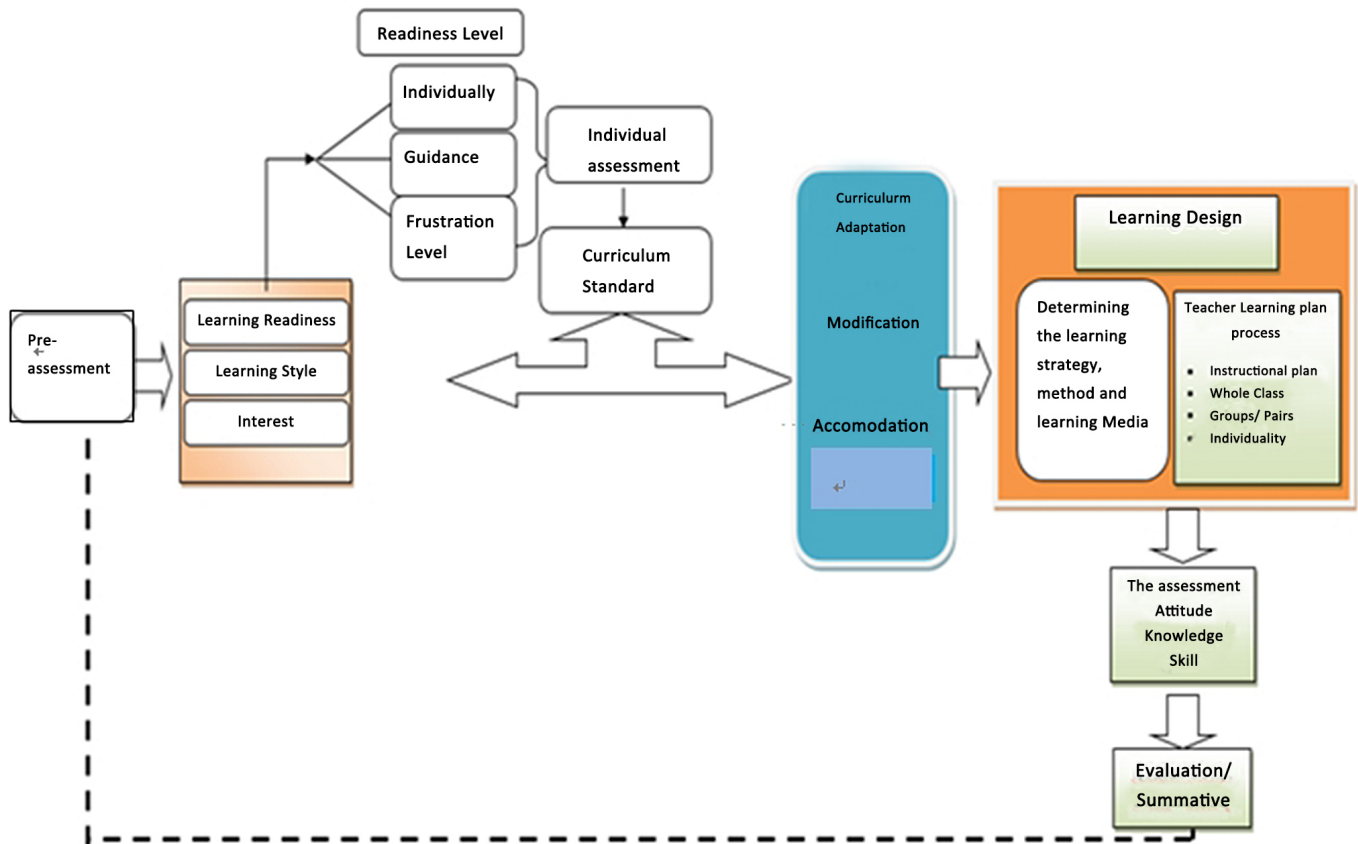 Readiness Level
Individually
Guidance
Frustration
Level
Individual
assessment
Curriculum
Standard
Pre-
assessment
Learning Readiness
Learning Style
Interest
Curriculurm
Adaptation
Modification
Accomodation
Learning Design
Determining
the learning
strategy,
method and
learning Media
Teacher Learning plan
process
• Instructional plan
• Whole Class
• Groups/ Pairs
• Individuality
The assessment
Attitude
Knowledge
Skill
Evaluation/
Summative